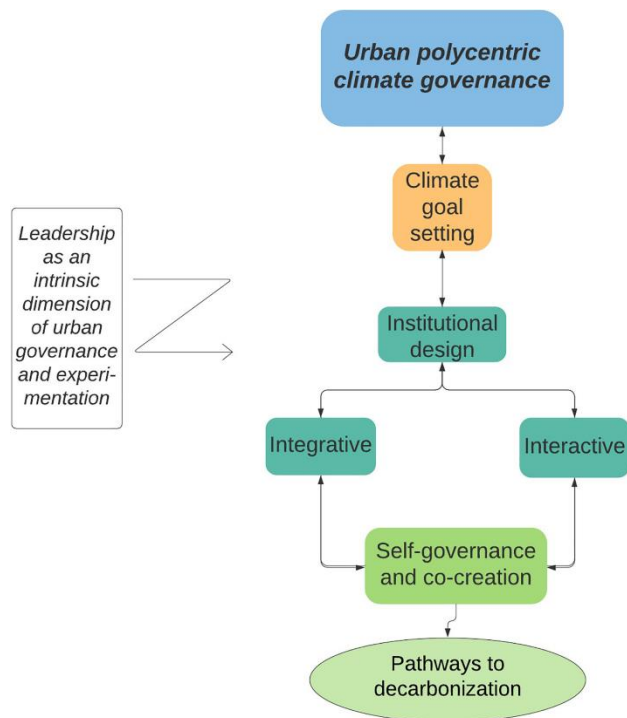 Urban polycentric
climate governance
Climate
goal
setting
Leadership
as an
intrinsic
dimension
of urban
governance
and experi-
mentation
Institutional
design
Integrative
Interactive
Self-governance
and co-creation
Pathways to
decarbonization